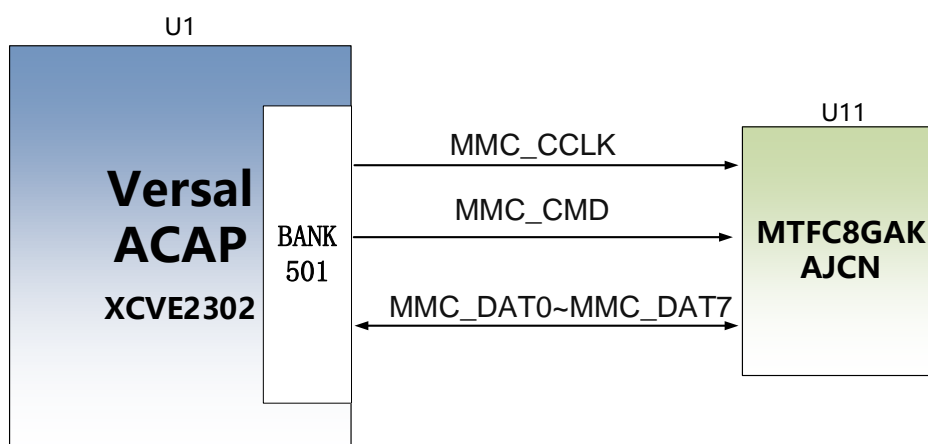 U1
Versal
ACAP
XCVE2302
BANK
501
MMC_CCLK
MMC_CMD
MMC_DAT0~MMC_DAT7
U11
MTFC8GAK
AJCN